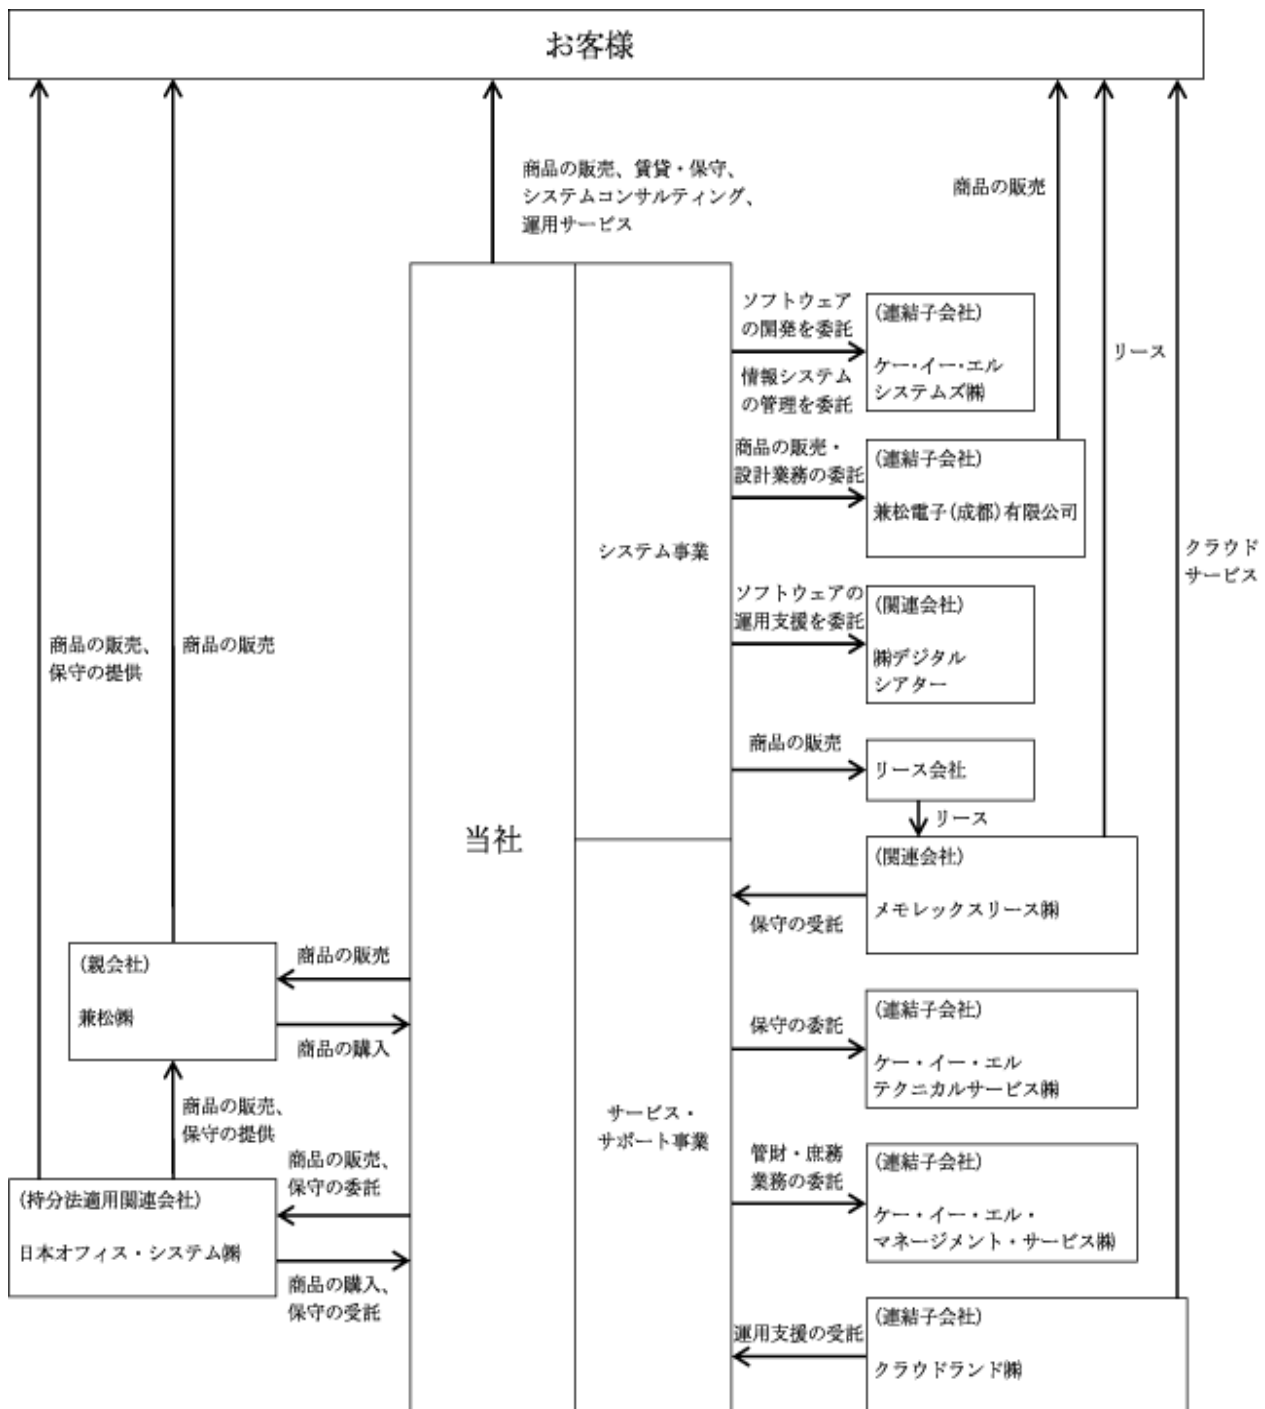 お客様
商品の販売、賃貸・保守、
システムコンサルティング、
運用サービス
商品の販売
リース
クラウド
サービス
商品の販売、
保守の提供
商品の販売
当社
システム事業
ソフトウェア
の開発を委託
情報システム
の管理を委託
(連結子会社)
ケー・イー・エル
システムズ㈱
商品の販売・
設計業務の委託
(連結子会社)
兼松電子(成都)有限公司
ソフトウェアの
運用支援を委託
(関連会社)
㈱デジタル
シアター
商品の販売
リース会社
リース
(関連会社)
メモレックスリース㈱
保守の受託
(親会社)
兼松㈱
商品の販売
商品の購入
商品の販売、
保守の提供
(持分法適用関連会社)
日本オフィス・システム㈱
商品の販売、
保守の委託
商品の購入、
保守の受託
サービス・
サポート事業
保守の委託
(連結子会社)
ケー・イー・エル
テクニカルサービス㈱
管財・庶務
業務の委託
(連結子会社)
ケー・イー・エル・
マネージメント・サービス㈱
運用支援の受託
(連結子会社)
クラウドランド㈱